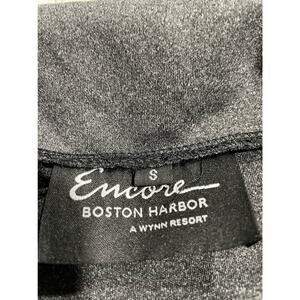 S
Encore
BOSTON HARBOR
A WYNN RESORT